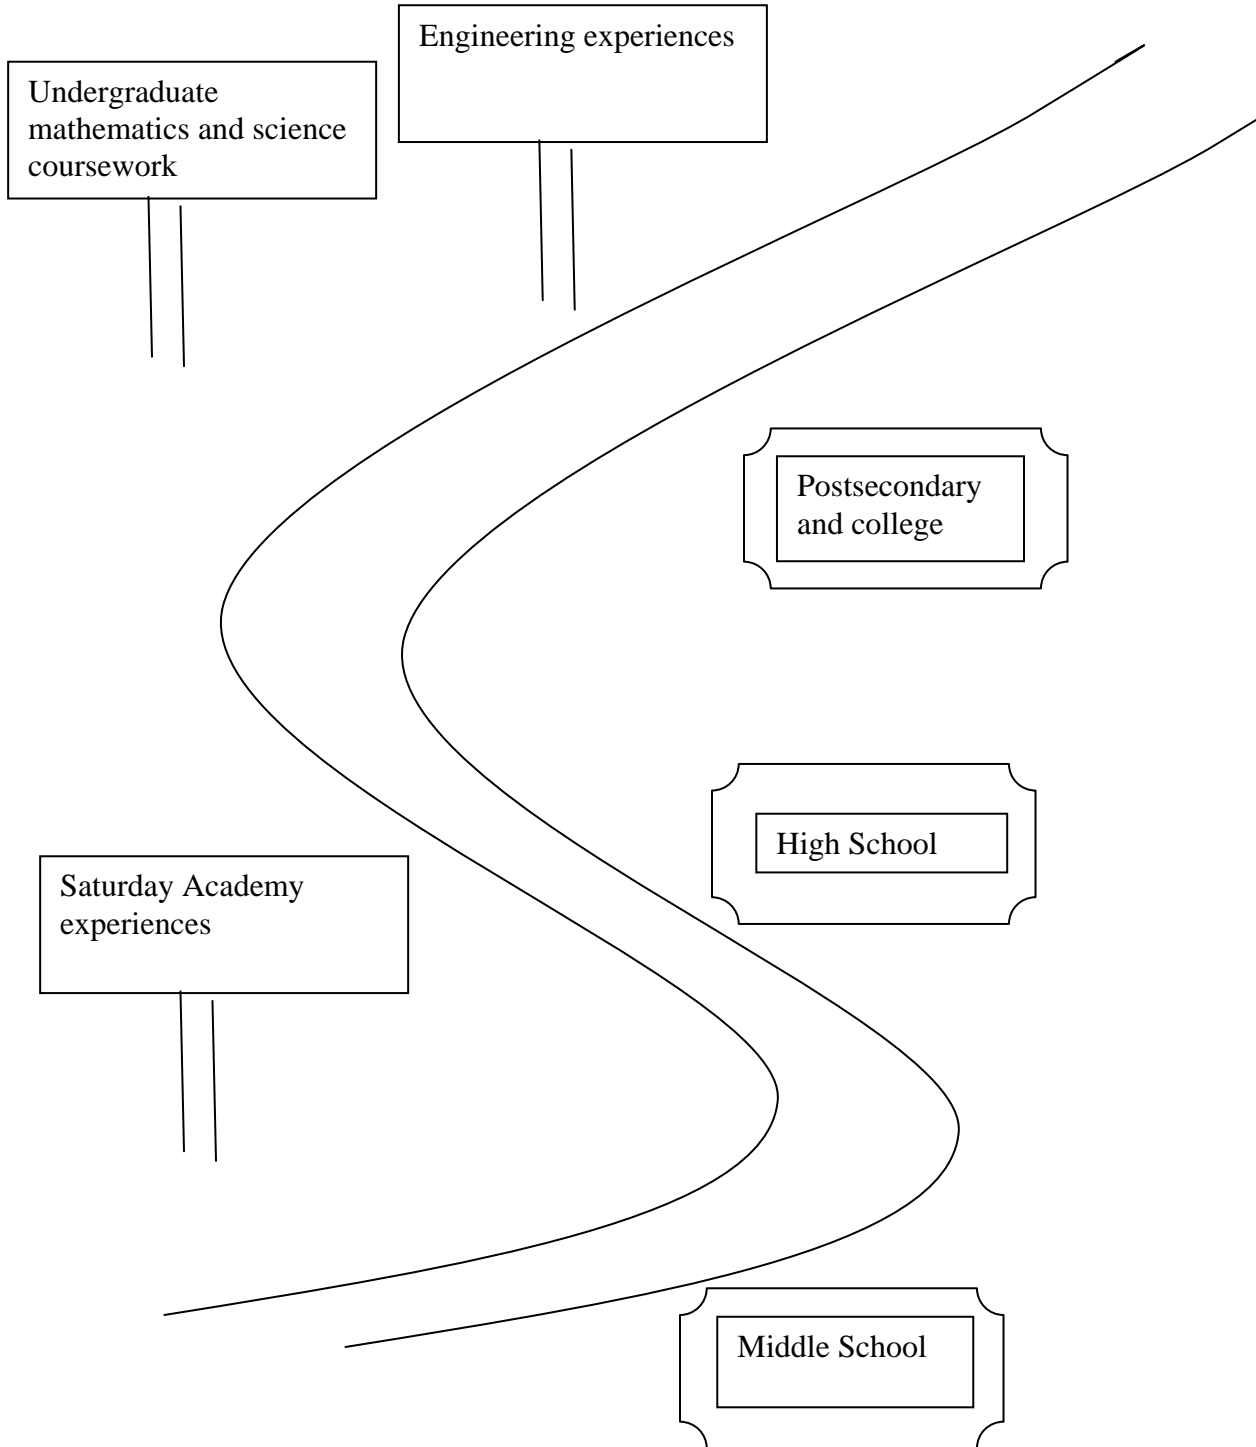 Engineering experiences
Undergraduate
mathematics and science
coursework
Postsecondary
and college
High School
Saturday Academy
experiences
Middle School